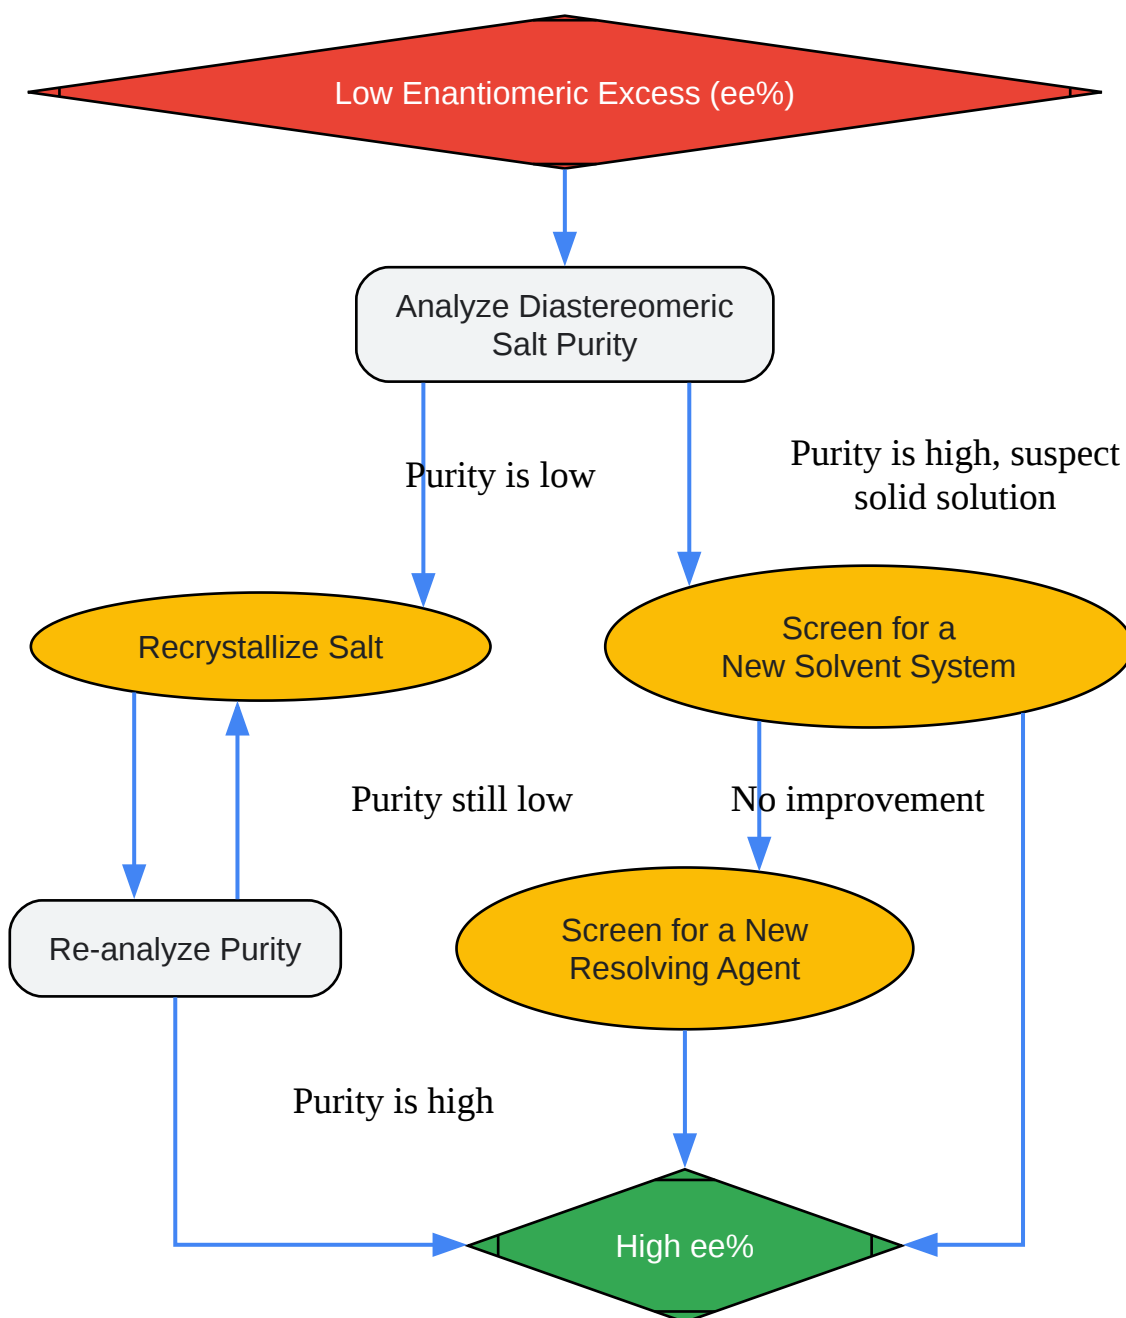 Low Enantiomeric Excess (ee%)
Analyze Diastereomeric
Salt Purity
Purity is low
Purity is high, suspect
solid solution
Recrystallize Salt
Screen for a
New Solvent System
Purity still low
No improvement
Re-analyze Purity
Screen for a New
Resolving Agent
Purity is high
High ee%